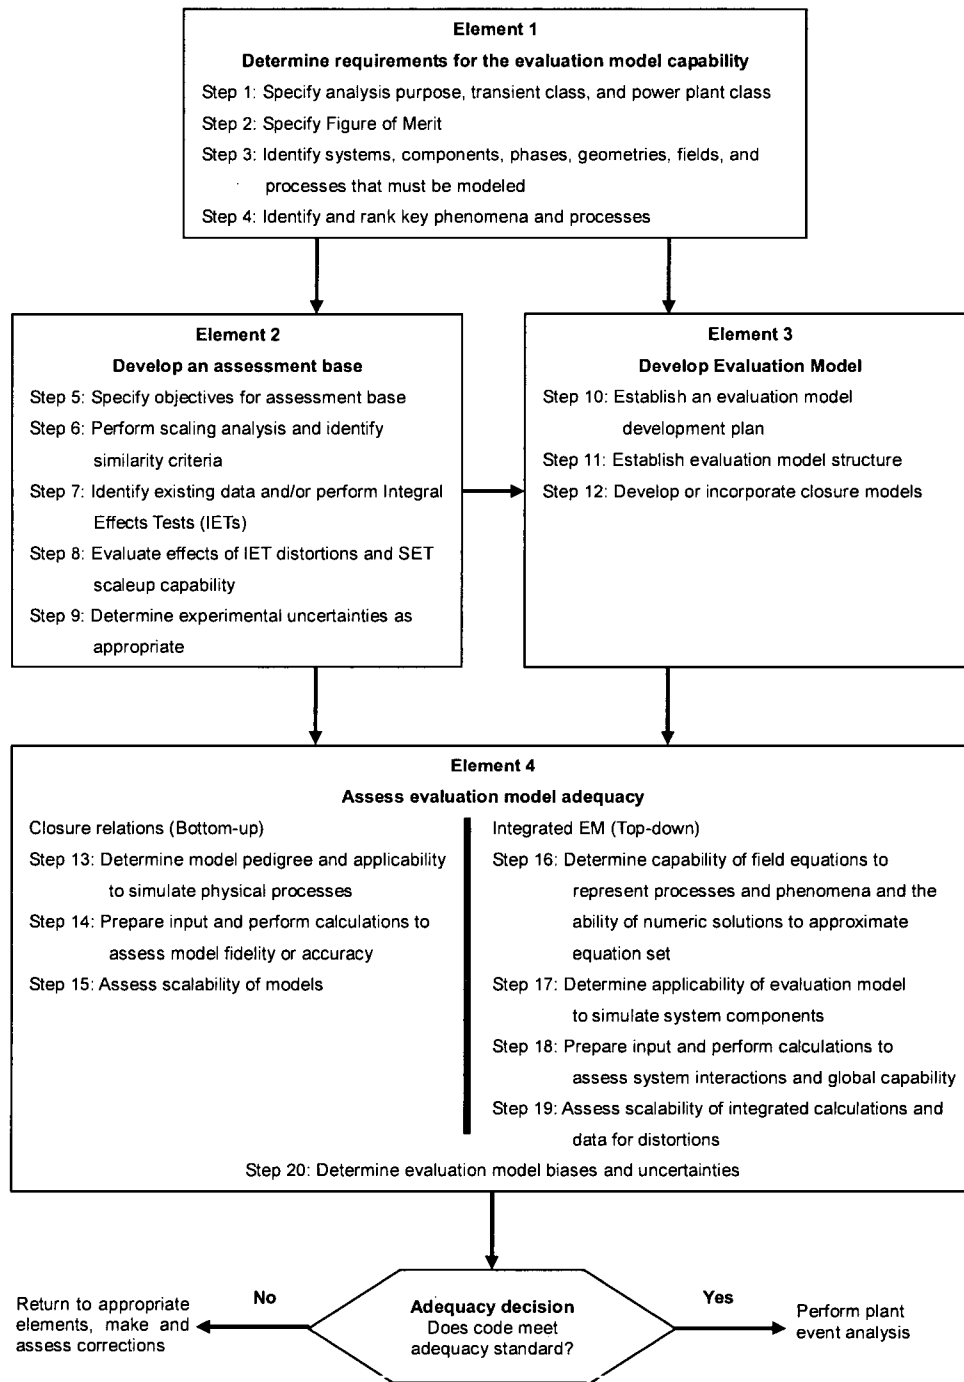 Element 1
Determine requirements for the evaluation model capability
Step 1: Specify analysis purpose, transient class, and power plant class
Step 2: Specify Figure of Merit
Step 3: Identify systems, components, phases, geometries, fields, and
processes that must be modeled
Step 4: Identify and rank key phenomena and processes
Element 2
Develop an assessment base
Step 5: Specify objectives for assessment base
Step 6: Perform scaling analysis and identify
similarity criteria
Step 7: Identify existing data and/or perform Integral
Effects Tests (IETs)
Step 8: Evaluate effects of IET distortions and SET
scaleup capability
Step 9: Determine experimental uncertainties as
appropriate
Element 3
Develop Evaluation Model
Step 10: Establish an evaluation model
development plan
Step 11: Establish evaluation model structure
Step 12: Develop or incorporate closure models
Element 4
Assess evaluation model adequacy
Closure relations (Bottom-up)
Step 13: Determine model pedigree and applicability
to simulate physical processes
Step 14: Prepare input and perform calculations to
assess model fidelity or accuracy
Step 15: Assess scalability of models
Integrated EM (Top-down)
Step 16: Determine capability of field equations to
represent processes and phenomena and the
ability of numeric solutions to approximate
equation set
Step 17: Determine applicability of evaluation model
to simulate system components
Step 18: Prepare input and perform calculations to
assess system interactions and global capability
Step 19: Assess scalability of integrated calculations and
data for distortions
Step 20: Determine evaluation model biases and uncertainties
Adequacy decision
Does code meet
adequacy standard?
No
Return to appropriate
elements, make and
assess corrections
Yes
Perform plant
event analysis